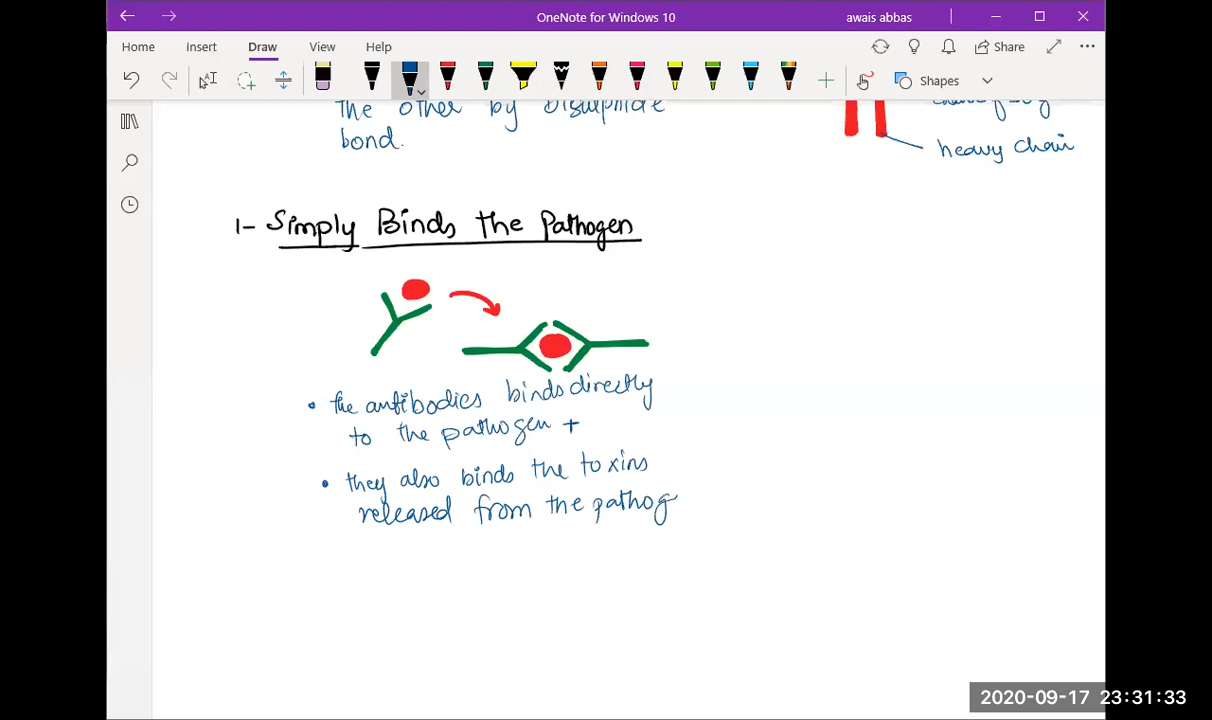 OneNote for Windows 10
awais abbas
Home Insert Draw View Help
Share
Shapes
the other by Disulphide
bond.
heavy chain
1- Simply Binds the Pathogen
• the antibodies binds directly
to the pathogen +
• they also binds the toxins
released from the pathog
2020-09-17 23:31:33